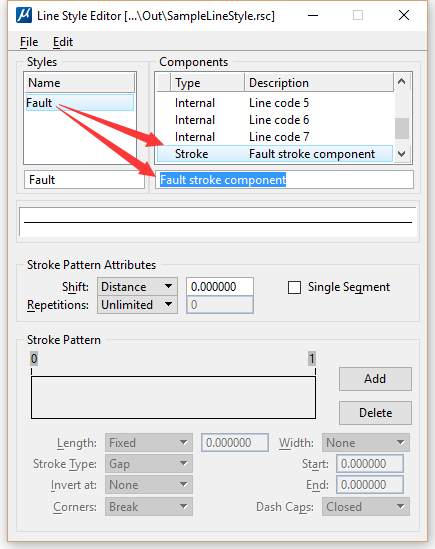 Line Style Editor [...\Out\SampleLineStyle.rsc]
File Edit
Styles
Name
Fault
Fault
Components
Type Description
Internal Line code 5
Internal Line code 6
Internal Line code 7
Stroke Fault stroke component
Fault stroke component
Stroke Pattern Attributes
Shift: Distance 0.000000 Single Segment
Repetitions: Unlimited 0
Stroke Pattern
0 1
Add
Delete
Length: Fixed 0.000000 Width: None
Stroke Type: Gap Start: 0.000000
Invert at: None End: 0.000000
Corners: Break Dash Caps: Closed